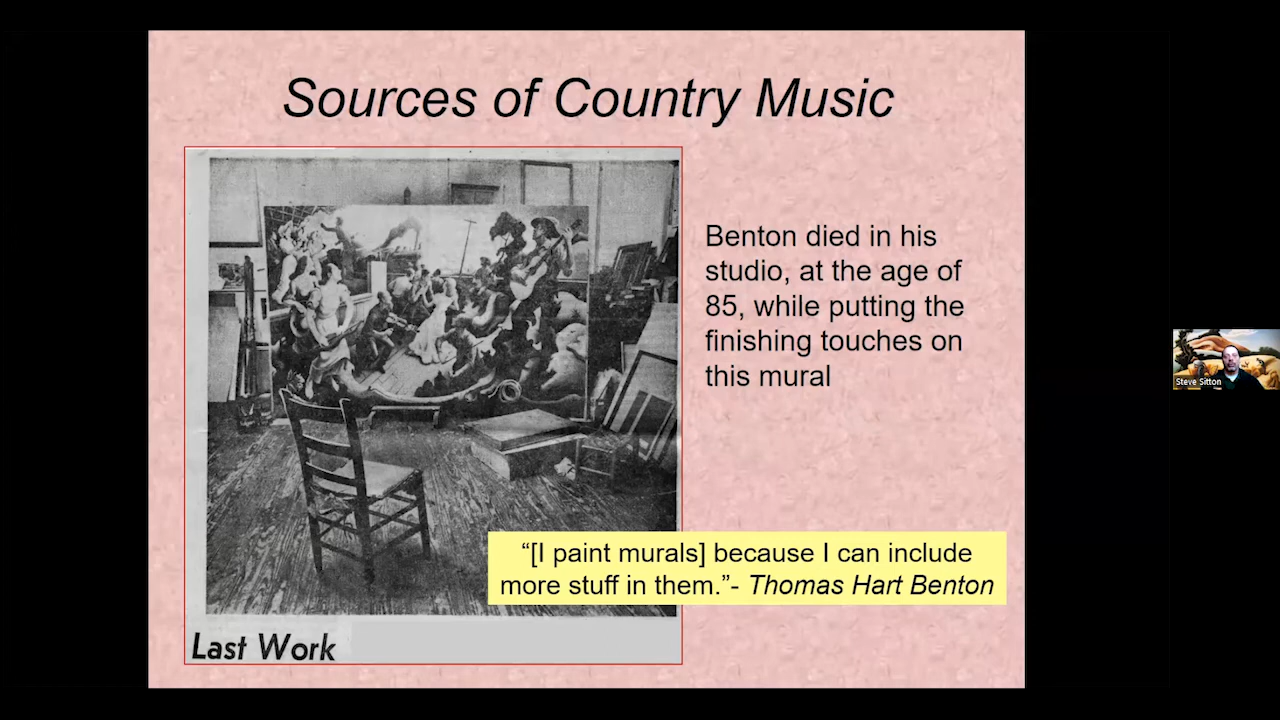 Sources of Country Music
Benton died in his
studio, at the age of
85, while putting the
finishing touches on
this mural
“[I paint murals] because I can include
more stuff in them.”- Thomas Hart Benton
Last Work
Steve Sitton